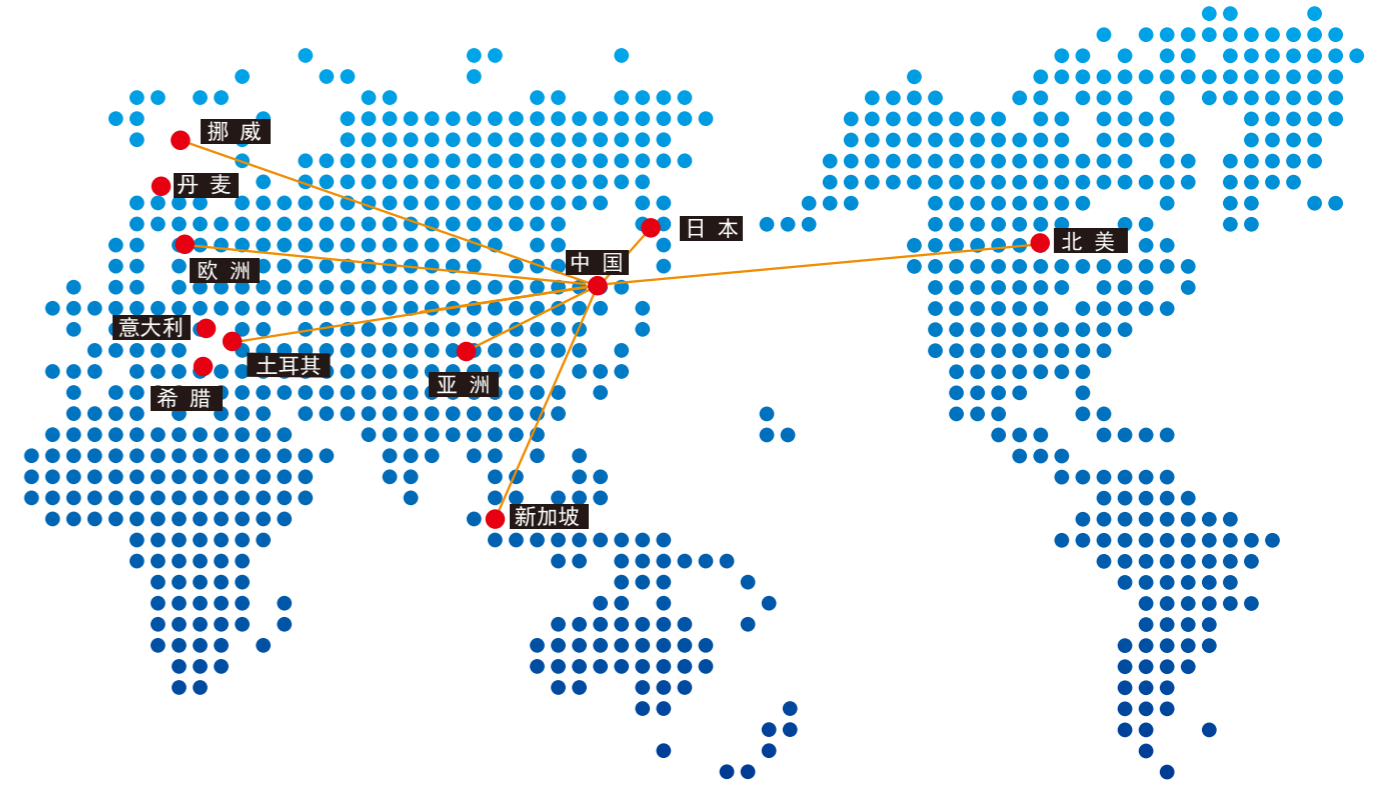 挪 威
丹 麦
日 本
北 美
中 国
欧 洲
意大利
土耳其
亚 洲
希 腊
新加坡